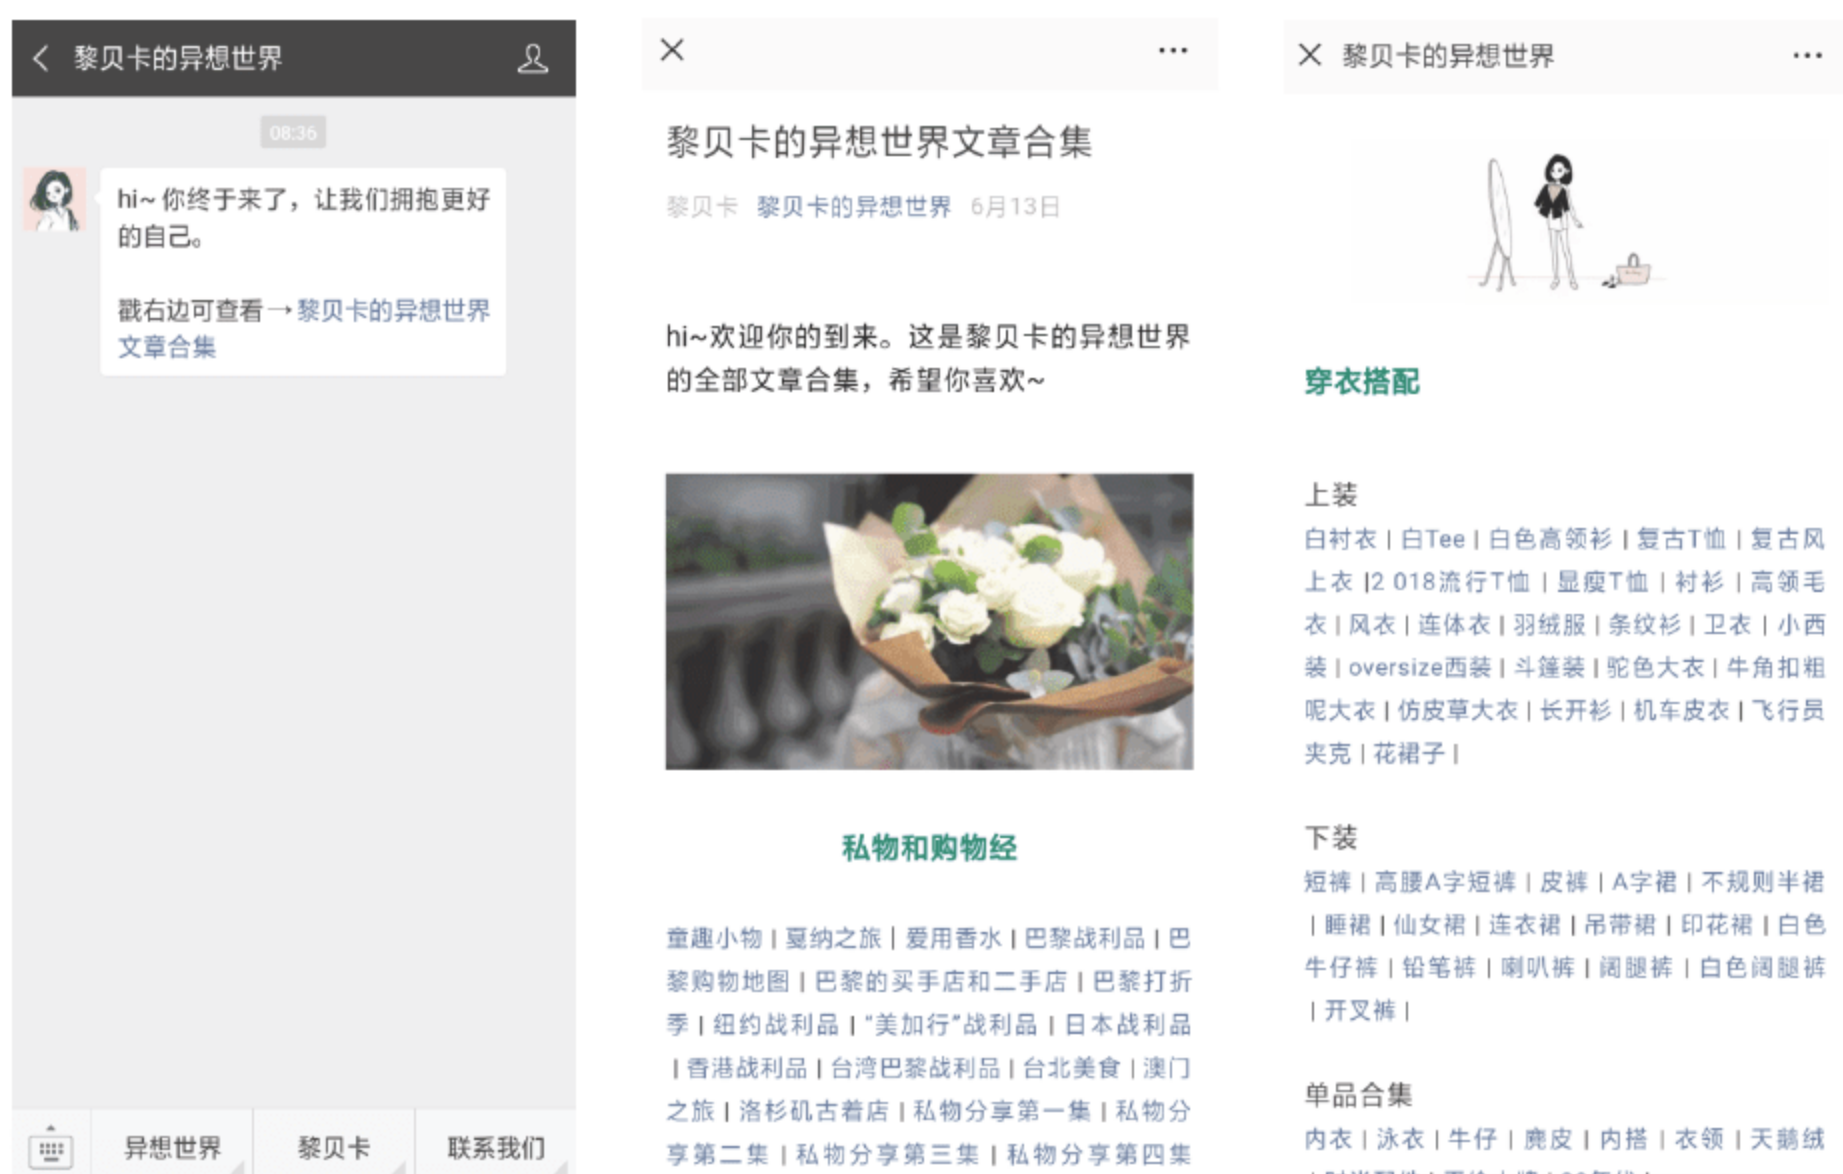 黎贝卡的异想世界
08:36
hi~ 你终于来了，让我们拥抱更好
的自己。
戳右边可查看→黎贝卡的异想世界
文章合集
异想世界
黎贝卡
联系我们
黎贝卡的异想世界文章合集
黎贝卡 黎贝卡的异想世界 6月13日
hi~欢迎你的到来。这是黎贝卡的异想世界
的全部文章合集，希望你喜欢~
私物和购物经
童趣小物 | 戛纳之旅 | 爱用香水 | 巴黎战利品 | 巴
黎购物地图 | 巴黎的买手店和二手店 | 巴黎打折
季 | 纽约战利品 | “美加行”战利品 | 日本战利品
| 香港战利品 | 台湾巴黎战利品 | 台北美食 | 澳门
之旅 | 洛杉矶古着店 | 私物分享第一集 | 私物分
享第二集 | 私物分享第三集 | 私物分享第四集
黎贝卡的异想世界
穿衣搭配
上装
白衬衣 | 白Tee | 白色高领衫 | 复古T恤 | 复古风
上衣 |2 018流行T恤 | 显瘦T恤 | 衬衫 | 高领毛
衣 | 风衣 | 连体衣 | 羽绒服 | 条纹衫 | 卫衣 | 小西
装 | oversize西装 | 斗篷装 | 驼色大衣 | 牛角扣粗
呢大衣 | 仿皮草大衣 | 长开衫 | 机车皮衣 | 飞行员
夹克 | 花裙子 |
下装
短裤 | 高腰A字短裤 | 皮裤 | A字裙 | 不规则半裙
| 睡裙 | 仙女裙 | 连衣裙 | 吊带裙 | 印花裙 | 白色
牛仔裤 | 铅笔裤 | 喇叭裤 | 阔腿裤 | 白色阔腿裤
| 开叉裤 |
单品合集
内衣 | 泳衣 | 牛仔 | 麂皮 | 内搭 | 衣领 | 天鹅绒